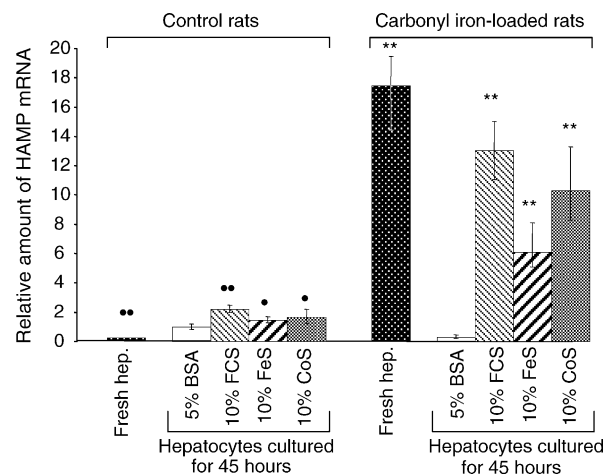 Control rats
Carbonyl iron-loaded rats
Relative amount of HAMP mRNA
20
18
16
14
12
10
8
6
4
2
0
●●
●●
●
●
**
**
**
**
Fresh hep.
5% BSA
10% FCS
10% FeS
10% CoS
Fresh hep.
5% BSA
10% FCS
10% FeS
10% CoS
Hepatocytes cultured
for 45 hours
Hepatocytes cultured
for 45 hours